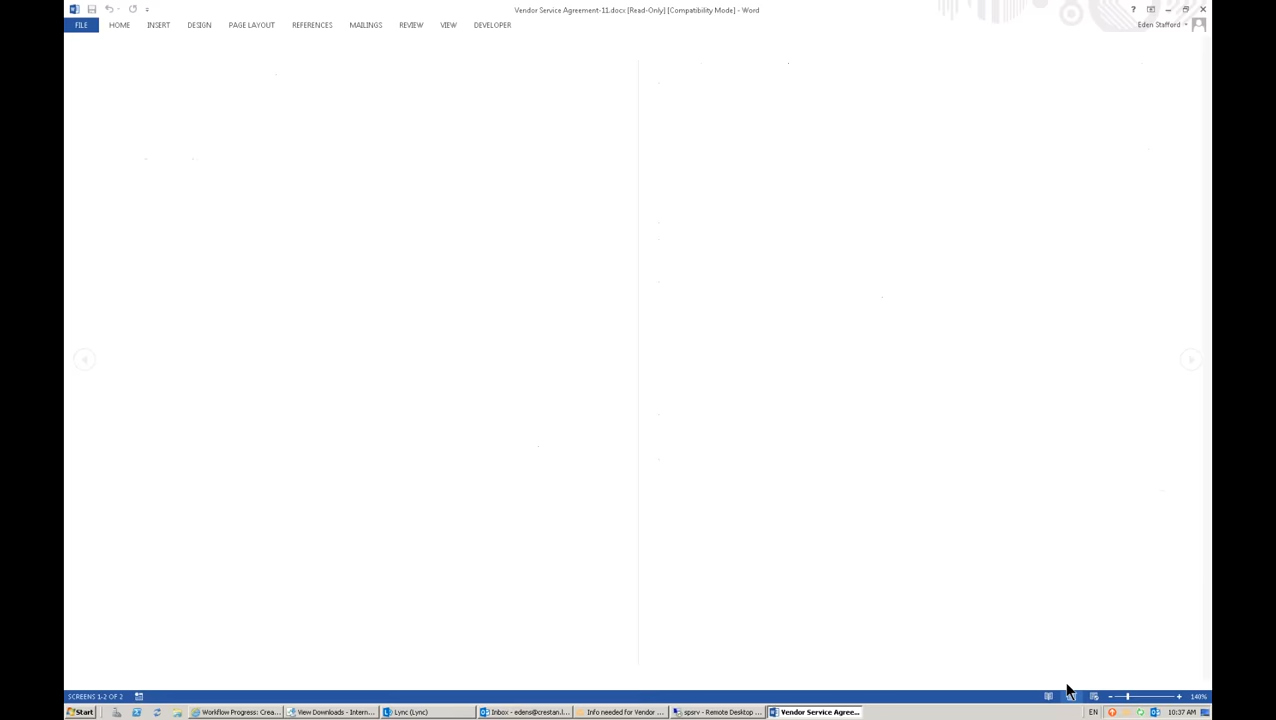 Vendor Service Agreement-11.docx [Read-Only] [Compatibility Mode] - Word
FILE HOME INSERT DESIGN PAGE LAYOUT REFERENCES MAILINGS REVIEW VIEW DEVELOPER
Eden Stafford
SCREENS 1-2 OF 2
140%
Start
Workflow Progress: Crea...
View Downloads - Intern...
Lync (Lync)
Inbox - edens@crestan.l...
Info needed for Vendor ...
spsrv - Remote Desktop ...
Vendor Service Agree...
EN
10:37 AM